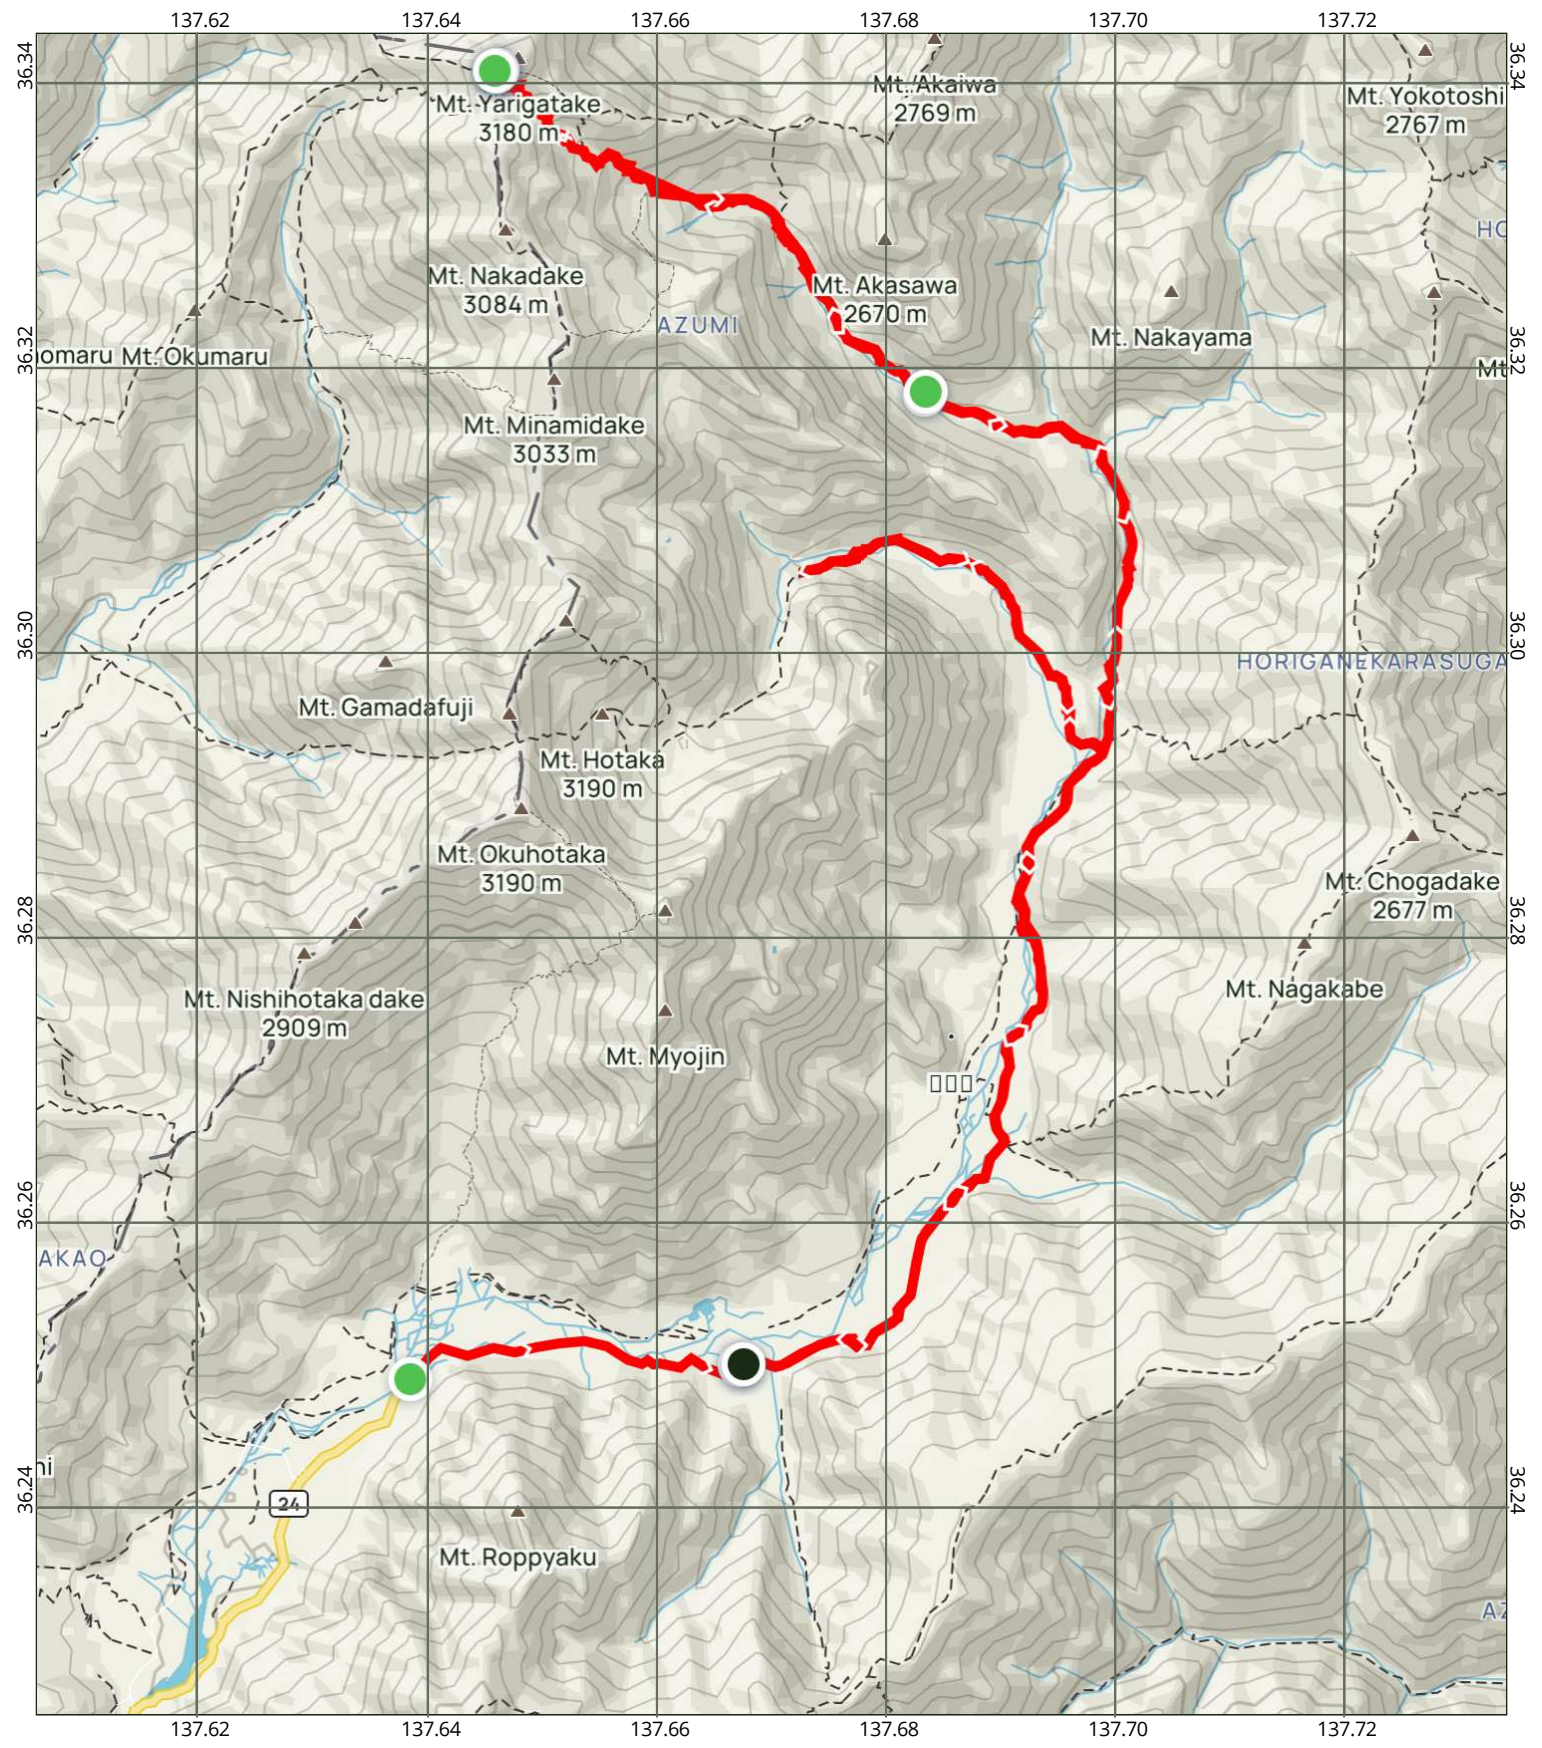 137.62 137.64 137.66 137.68 137.70 137.72
36.34
36.34
Mt. Akaiwa
2769 m
Mt. Yokotoshi
2767 m
Mt. Yarigatake
3180 m
HO
Mt. Nakadake
3084 m
Mt. Akasawa
2670 m
AZUMI
Mt. Nakayama
nomaru Mt. Okumaru
36.32
36.32
Mt
Mt. Minamidake
3033 m
36.30
36.30
HORIGANEKARASUGA
Mt. Gamadafuji
Mt. Hotaka
3190 m
Mt. Okuhotaka
3190 m
Mt. Chogadake
2677 m
36.28
36.28
Mt. Nagakabe
Mt. Nishihotaka dake
2909 m
Mt. Myojin
36.26
36.26
AKAO
ni
36.24
36.24
24
Mt. Roppyaku
AZ
137.62 137.64 137.66 137.68 137.70 137.72